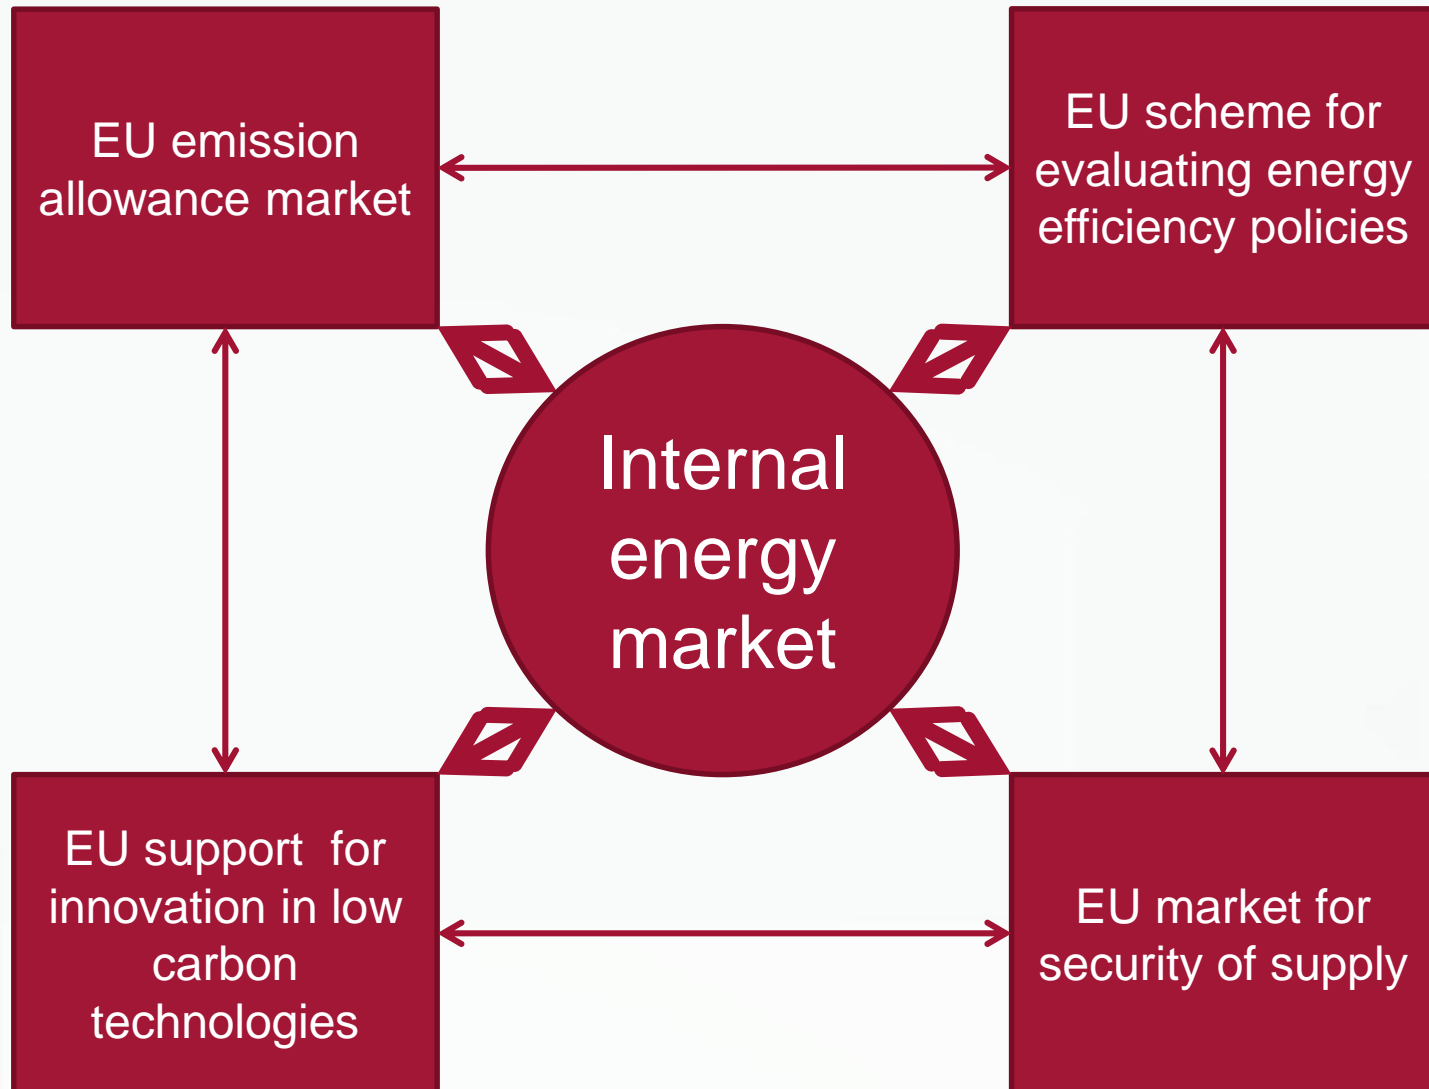 EU emission
allowance market
EU scheme for
evaluating energy
efficiency policies
Internal
energy
market
EU support  for
innovation in low
carbon
technologies
EU market for
security of supply